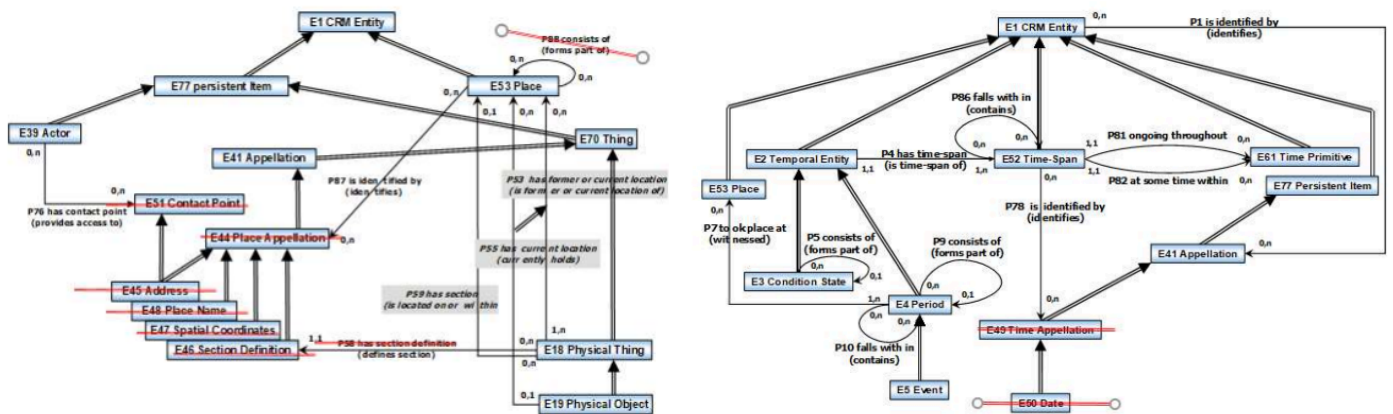 E1 CRM Entity
P88 consists of
(forms part of)
0,n
0,n
E77 persistent Item
E53 Place
0,n
0,1
0,n
0,n
E39 Actor
0,n
E70 Thing
E41 Appellation
P87 is identified by
(identifies)
P53 has former or current location
(is former or current location of)
0,n
E51 Contact Point
P76 has contact point
(provides access to)
E44 Place Appellation
0,n
P55 has current location
(currently holds)
E45 Address
P59 has section
(is located on or within
E48 Place Name
E47 Spatial Coordinates
1,n
1,1
P58 has section definition
(defines section)
0,n
E46 Section Definition
E18 Physical Thing
0,n
0,1
E19 Physical Object
0,n
P1 is identified by
(identifies)
E1 CRM Entity
P86 falls with in
(contains)
0,n
0,n
P81 ongoing throughout
1,1
0,n
E2 Temporal Entity
P4 has time-span
(is time-span of)
E52 Time-Span
E61 Time Primitive
1,1
1,n
1,1
P82 at some time within
0,n
E53 Place
0,n
0,n
E77 Persistent Item
P78 is identified by
(identifies)
P7 took place at
(witnessed)
P5 consists of
(forms part of)
P9 consists of
(forms part of)
0,n
E41 Appellation
0,n
0,1
E3 Condition State
0,n
0,1
1,n
E4 Period
0,n
0,n
0,n
E49 Time Appellation
P10 falls with in
(contains)
E5 Event
E50 Date